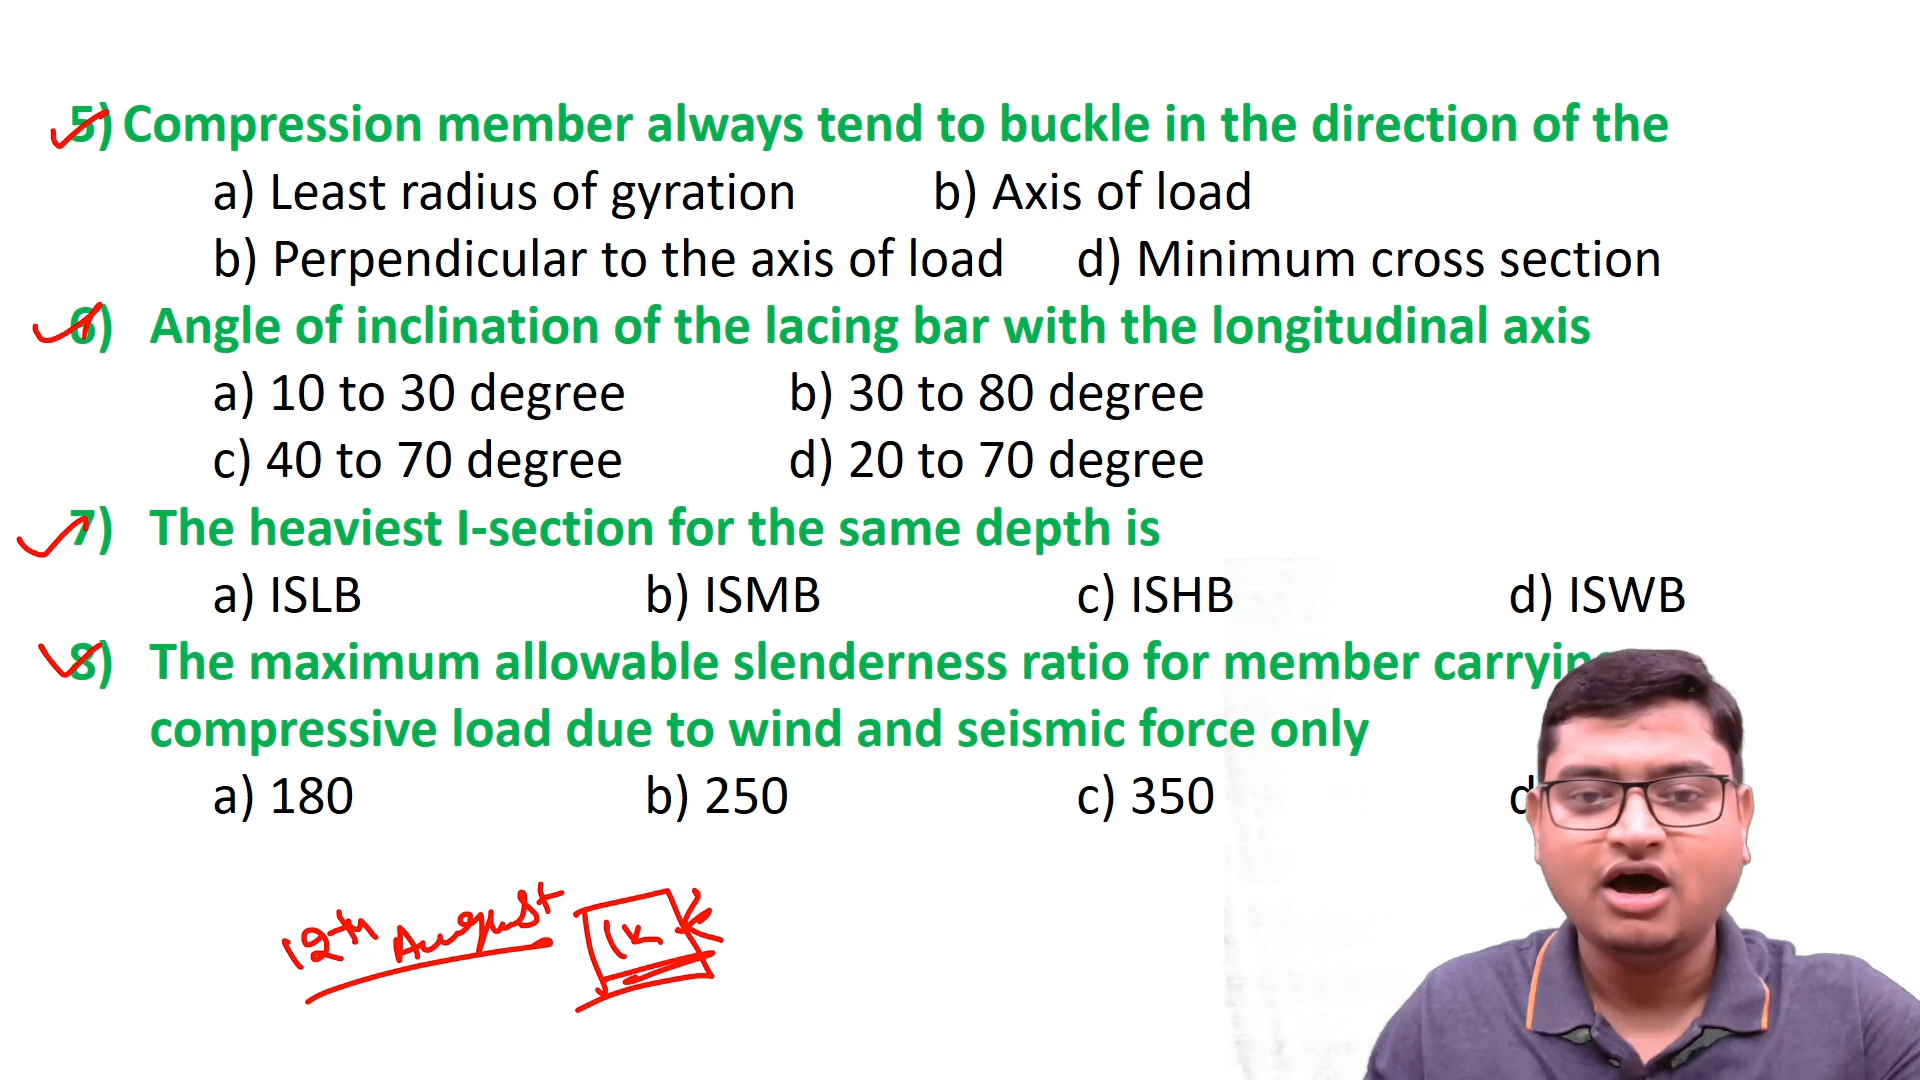 5) Compression member always tend to buckle in the direction of the
a) Least radius of gyration b) Axis of load
b) Perpendicular to the axis of load d) Minimum cross section
6) Angle of inclination of the lacing bar with the longitudinal axis
a) 10 to 30 degree b) 30 to 80 degree
c) 40 to 70 degree d) 20 to 70 degree
7) The heaviest I-section for the same depth is
a) ISLB b) ISMB c) ISHB d) ISWB
8) The maximum allowable slenderness ratio for member
compressive load due to wind and seismic force only
a) 180 b) 250 c) 350
12th August 1K